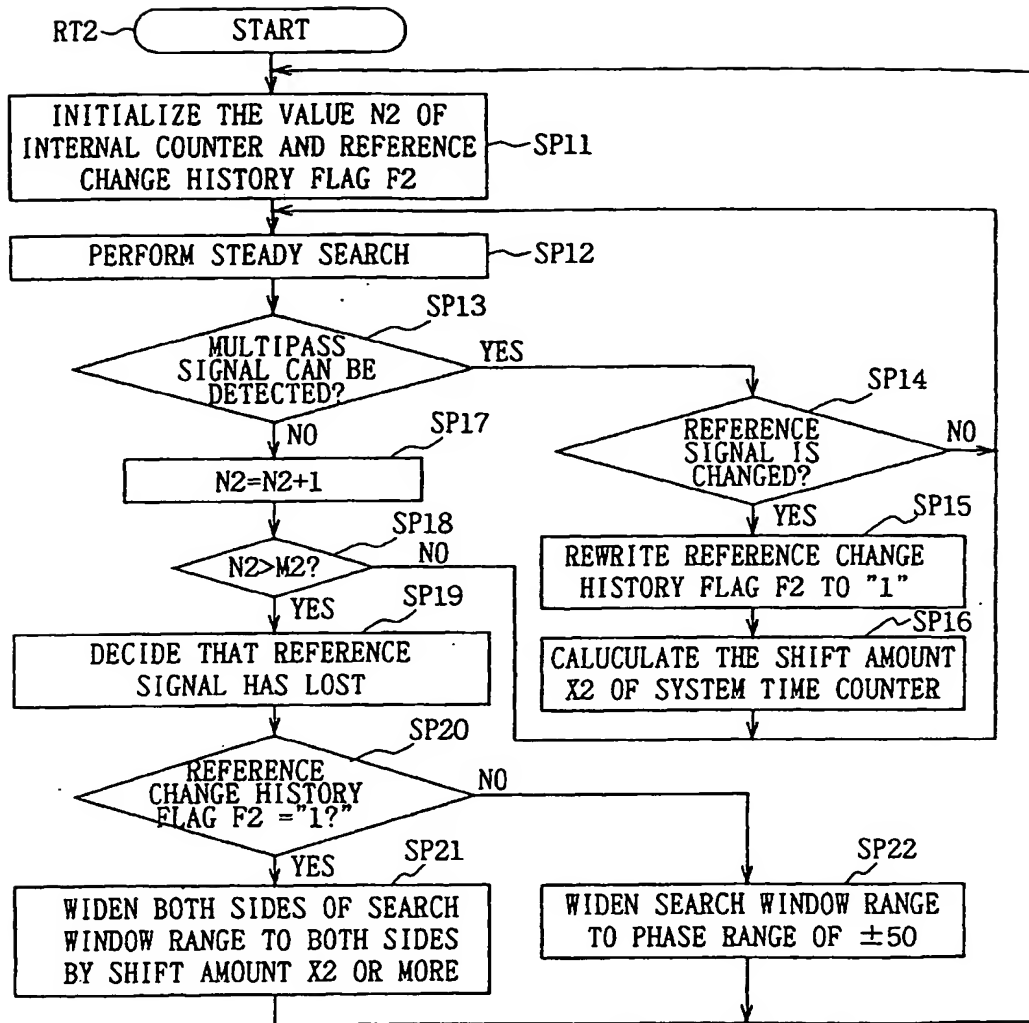 RT2
START
INITIALIZE THE VALUE N2 OF
INTERNAL COUNTER AND REFERENCE
CHANGE HISTORY FLAG F2
SP11
PERFORM STEADY SEARCH
SP12
SP13
MULTIPASS
SIGNAL CAN BE
DETECTED?
YES
NO
SP14
REFERENCE
SIGNAL IS
CHANGED?
NO
YES
SP17
N2=N2+1
SP15
REWRITE REFERENCE CHANGE
HISTORY FLAG F2 TO "1"
SP18
N2>M2?
NO
YES
SP16
CALUCULATE THE SHIFT AMOUNT
X2 OF SYSTEM TIME COUNTER
SP19
DECIDE THAT REFERENCE
SIGNAL HAS LOST
SP20
REFERENCE
CHANGE HISTORY
FLAG F2 ="1?"
NO
YES
SP21
WIDEN BOTH SIDES OF SEARCH
WINDOW RANGE TO BOTH SIDES
BY SHIFT AMOUNT X2 OR MORE
SP22
WIDEN SEARCH WINDOW RANGE
TO PHASE RANGE OF ±50